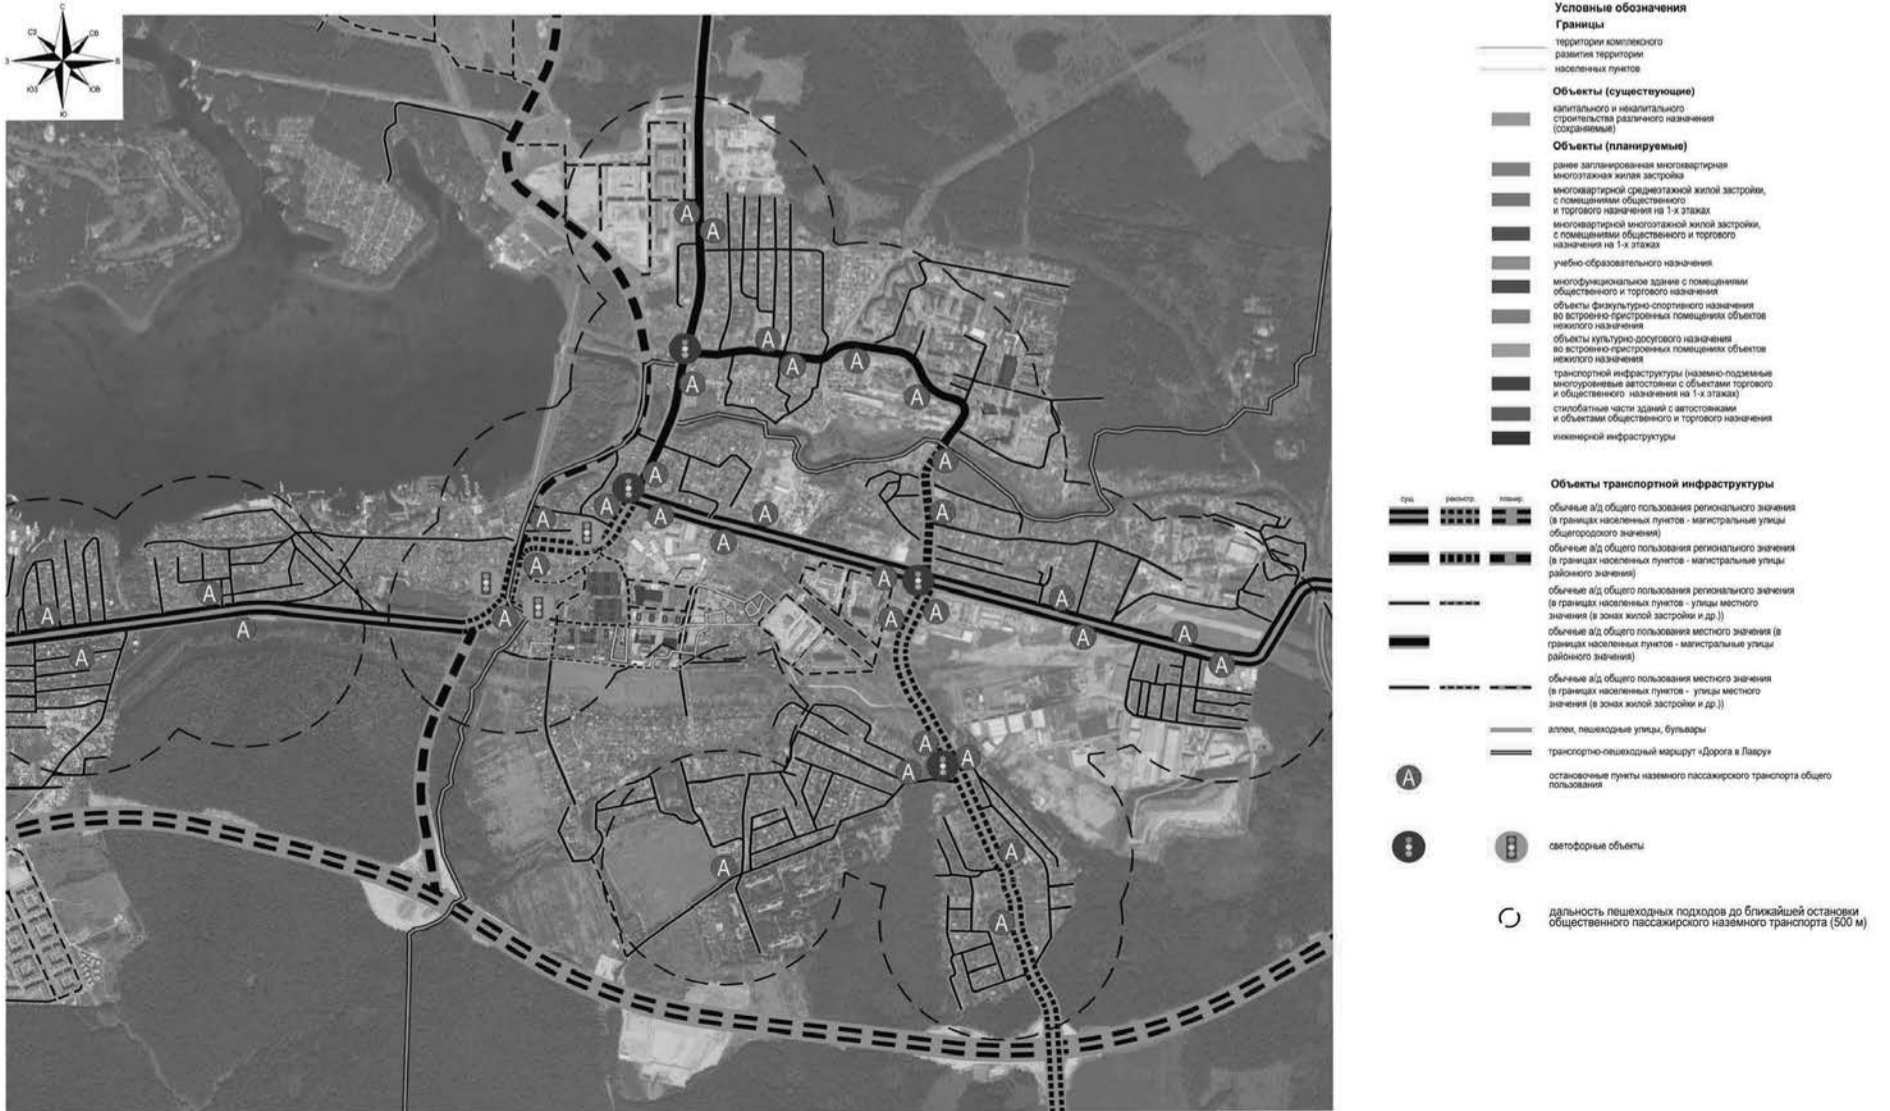 С
СЗ
СВ
З
В
ЮЗ
ЮВ
Ю
Условные обозначения
Границы
территории комплексного
развития территории
населенных пунктов
Объекты (существующие)
капитального и некапитального
строительства различного назначения
(сохраняемые)
Объекты (планируемые)
ранее запланированная многоквартирная
многоэтажная жилая застройка
многоквартирной среднеэтажной жилой застройки,
с помещениями общественного
и торгового назначения на 1-х этажах
многоквартирной многоэтажной жилой застройки,
с помещениями общественного и торгового
назначения на 1-х этажах
учебно-образовательного назначения
многофункциональное здание с помещениями
общественного и торгового назначения
объекты физкультурно-спортивного назначения
во встроенно-пристроенных помещениях объектов
нежилого назначения
объекты культурно-досугового назначения
во встроенно-пристроенных помещениях объектов
нежилого назначения
транспортной инфраструктуры (наземно-подземные
многоуровневые автостоянки с объектами торгового
и общественного назначения на 1-х этажах)
стилобатные части зданий с автостоянками
и объектами общественного и торгового назначения
инженерной инфраструктуры
Объекты транспортной инфраструктуры
сущ. реконстр. планир.
обычные а/д общего пользования регионального значения
(в границах населенных пунктов - магистральные улицы
общегородского значения)
обычные а/д общего пользования регионального значения
(в границах населенных пунктов - магистральные улицы
районного значения)
обычные а/д общего пользования регионального значения
(в границах населенных пунктов - улицы местного
значения (в зонах жилой застройки и др.))
обычные а/д общего пользования местного значения (в
границах населенных пунктов - магистральные улицы
районного значения)
обычные а/д общего пользования местного значения
(в границах населенных пунктов - улицы местного
значения (в зонах жилой застройки и др.))
аллеи, пешеходные улицы, бульвары
транспортно-пешеходный маршрут «Дорога в Лавру»
А
остановочные пункты наземного пассажирского транспорта общего
пользования
светофорные объекты
дальность пешеходных подходов до ближайшей остановки
общественного пассажирского наземного транспорта (500 м)